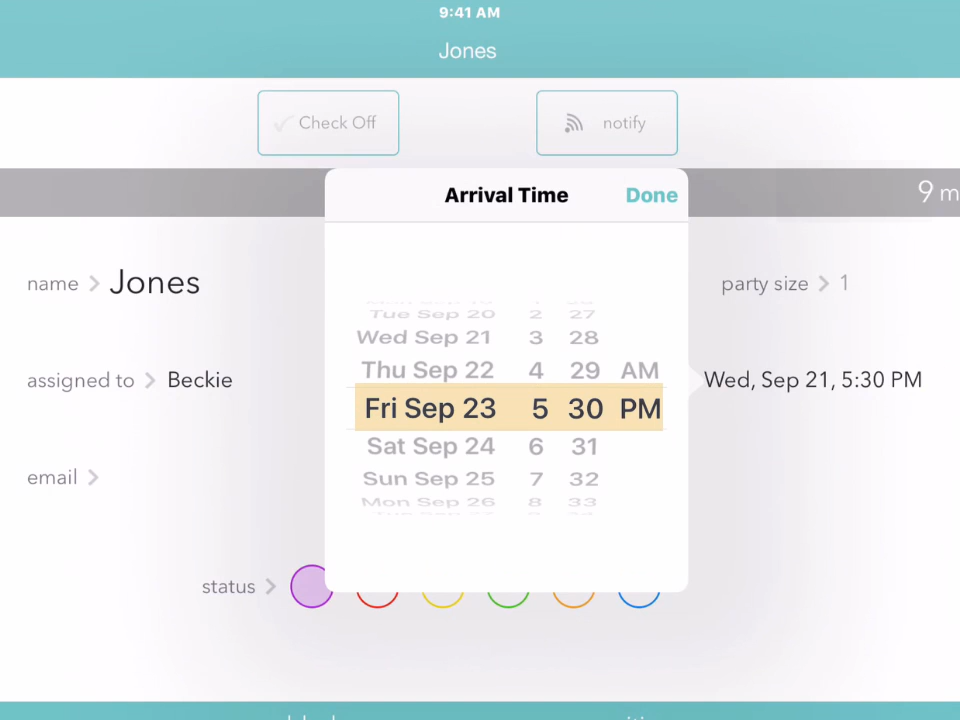 9:41 AM
Jones
Check Off
notify
9 m
Arrival Time
Done
name > Jones
party size > 1
Tue Sep 20 2 27
Wed Sep 21 3 28
Thu Sep 22 4 29 AM
assigned to > Beckie
Wed, Sep 21, 5:30 PM
Fri Sep 23 5 30 PM
Sat Sep 24 6 31
email >
Sun Sep 25 7 32
Mon Sep 26 8 33
status >